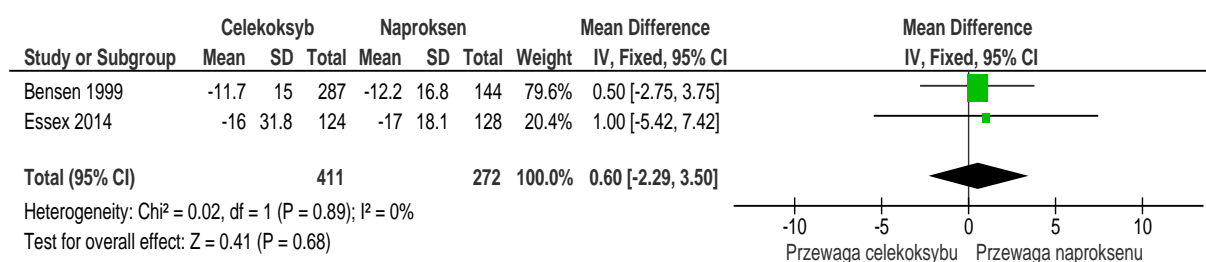 Celekoksyb Naproksen Mean Difference Mean Difference
Study or Subgroup Mean SD Total Mean SD Total Weight IV, Fixed, 95% CI IV, Fixed, 95% CI
Bensen 1999 -11.7 15 287 -12.2 16.8 144 79.6% 0.50 [-2.75, 3.75]
Essex 2014 -16 31.8 124 -17 18.1 128 20.4% 1.00 [-5.42, 7.42]
Total (95% CI) 411 272 100.0% 0.60 [-2.29, 3.50]
Heterogeneity: Chi² = 0.02, df = 1 (P = 0.89); I² = 0%
Test for overall effect: Z = 0.41 (P = 0.68)
-10 -5 0 5 10
Przewaga celekoksybu Przewaga naproksenu